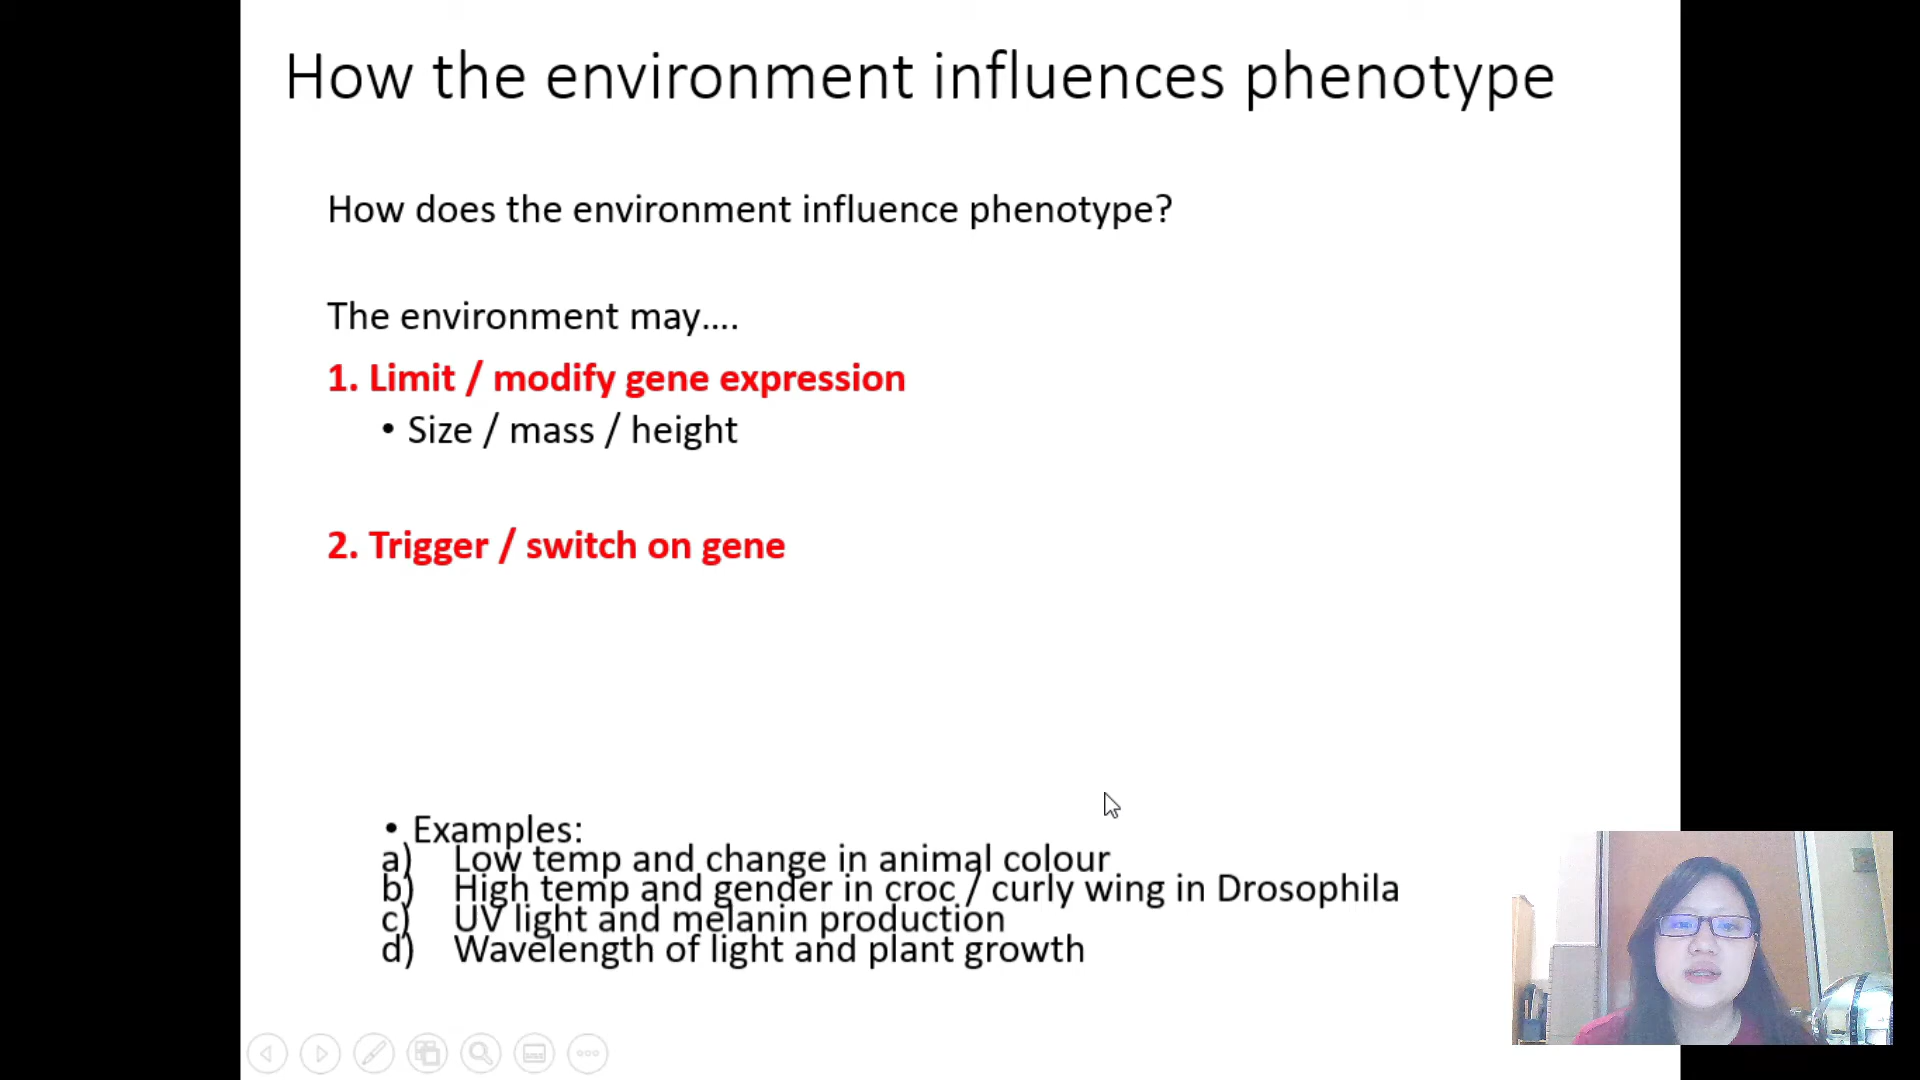 How the environment influences phenotype
How does the environment influence phenotype?
The environment may....
1. Limit / modify gene expression
• Size / mass / height
2. Trigger / switch on gene
• Examples:
a) Low temp and change in animal colour
b) High temp and gender in croc / curly wing in Drosophila
c) UV light and melanin production
d) Wavelength of light and plant growth